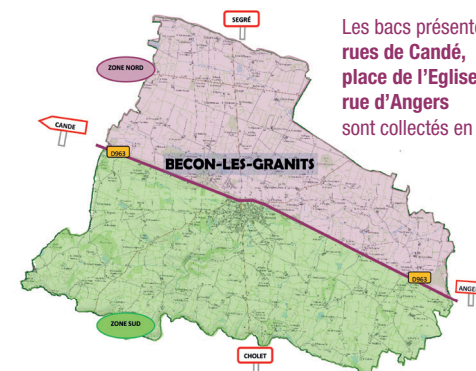 SEGRÉ
ZONE NORD
CANDE
D963
BECON-LES-GRANITS
D963
ANGE
ZONE SUD
CHOLET
Les bacs présenté
rues de Candé,
place de l'Eglise
rue d'Angers
sont collectés en